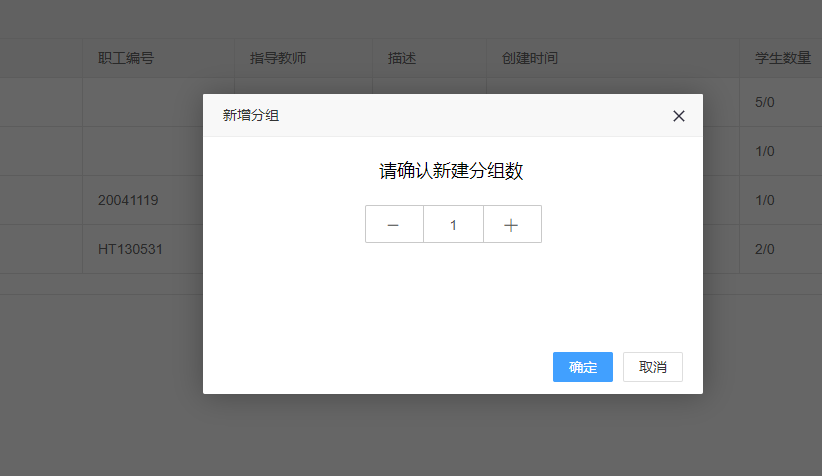 职工编号 指导教师 描述 创建时间 学生数量
5/0
1/0
20041119 1/0
HT130531 2/0
新增分组
请确认新建分组数
1
确定 取消